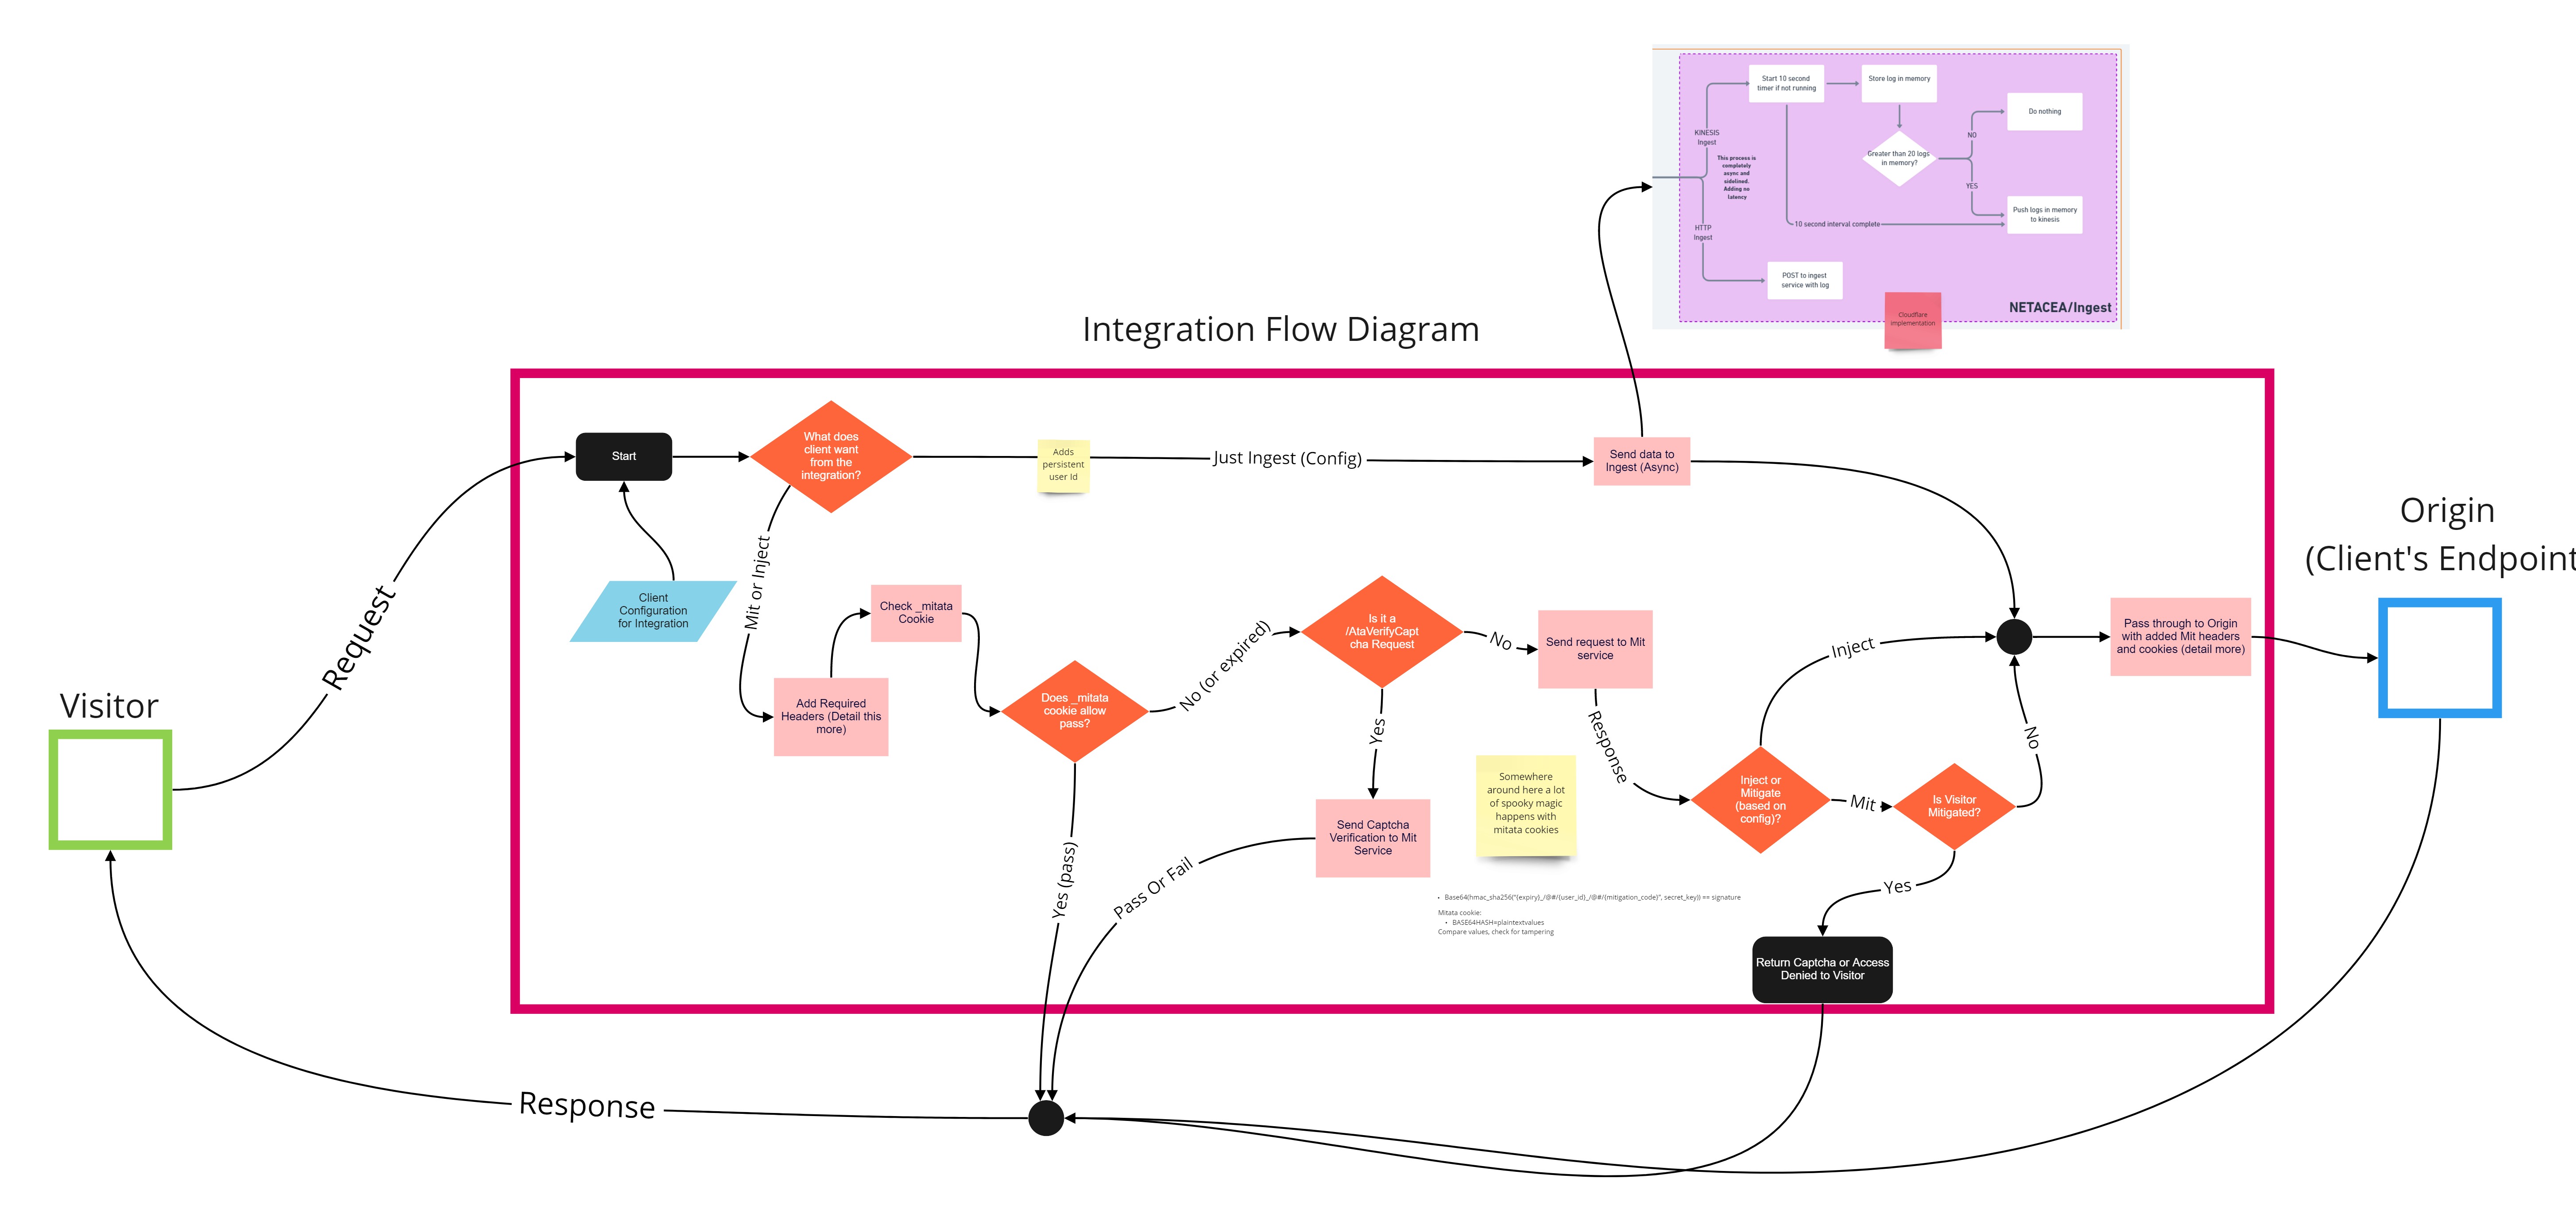 Start 10 second
timer if not running
Store log in memory
Do nothing
KINESIS
Ingest
NO
This process is
completely
async and
sidelined.
Adding no
latency
Greater than 20 logs
in memory?
YES
Push logs in memory
to kinesis
10 second interval complete
HTTP
Ingest
POST to ingest
service with log
NETACEA/Ingest
Cloudflare
implementation
Integration Flow Diagram
Start
What does
client want
from the
integration?
Adds
persistent
user Id
Just Ingest (Config)
Send data to
Ingest (Async)
Origin
(Client's Endpoint
Request
Client
Configuration
for Integration
Mit or Inject
Check _mitata
Cookie
Add Required
Headers (Detail this
more)
Does _mitata
cookie allow
pass?
No (or expired)
Is it a
/AtaVerifyCapt
cha Request
No
Send request to Mit
service
Inject
Pass through to Origin
with added Mit headers
and cookies (detail more)
Visitor
Yes
Response
Somewhere
around here a lot
of spooky magic
happens with
mitata cookies
Inject or
Mitigate
(based on
config)?
Mit
Is Visitor
Mitigated?
No
Send Captcha
Verification to Mit
Service
Yes (pass)
Pass Or Fail
Yes
• Base64(hmac_sha256("{expiry}_/@#/{user_id}_/@#/{mitigation_code}", secret_key)) == signature
Mitata cookie:
• BASE64HASH=plaintextvalues
Compare values, check for tampering
Return Captcha or Access
Denied to Visitor
Response